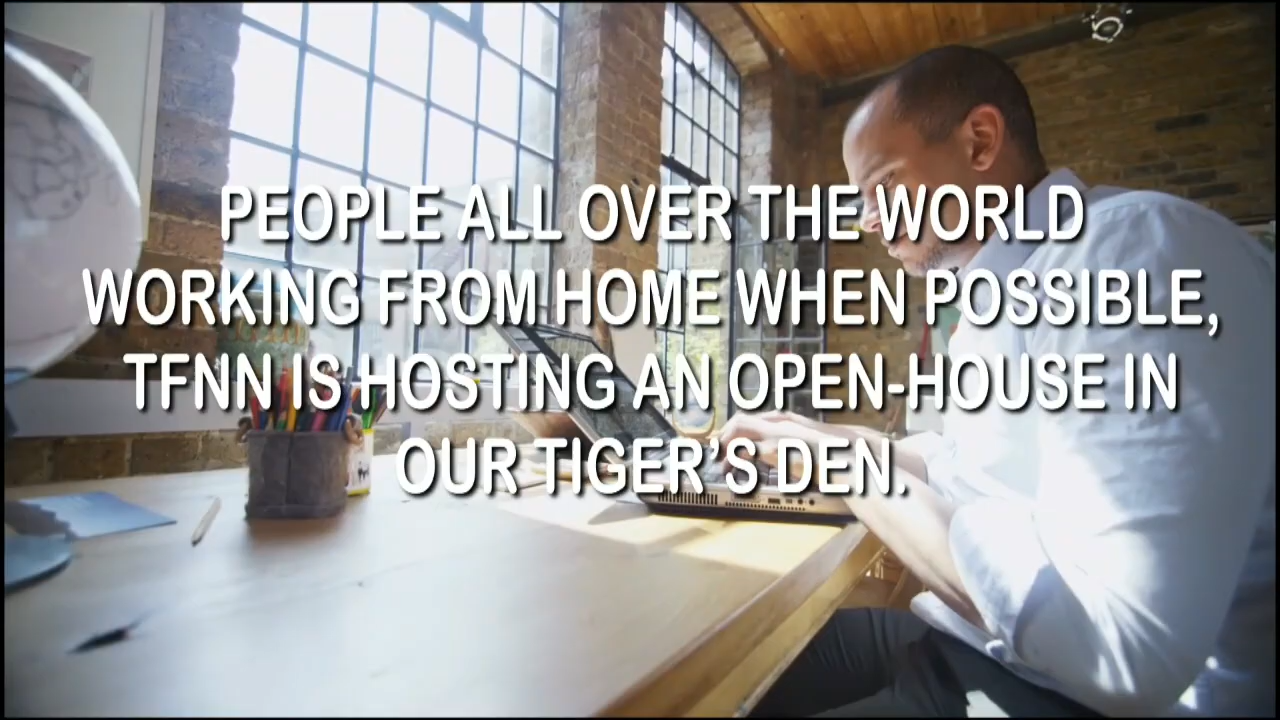 PEOPLE ALL OVER THE WORLD
WORKING FROM HOME WHEN POSSIBLE,
TFNN IS HOSTING AN OPEN-HOUSE IN
OUR TIGER’S DEN.